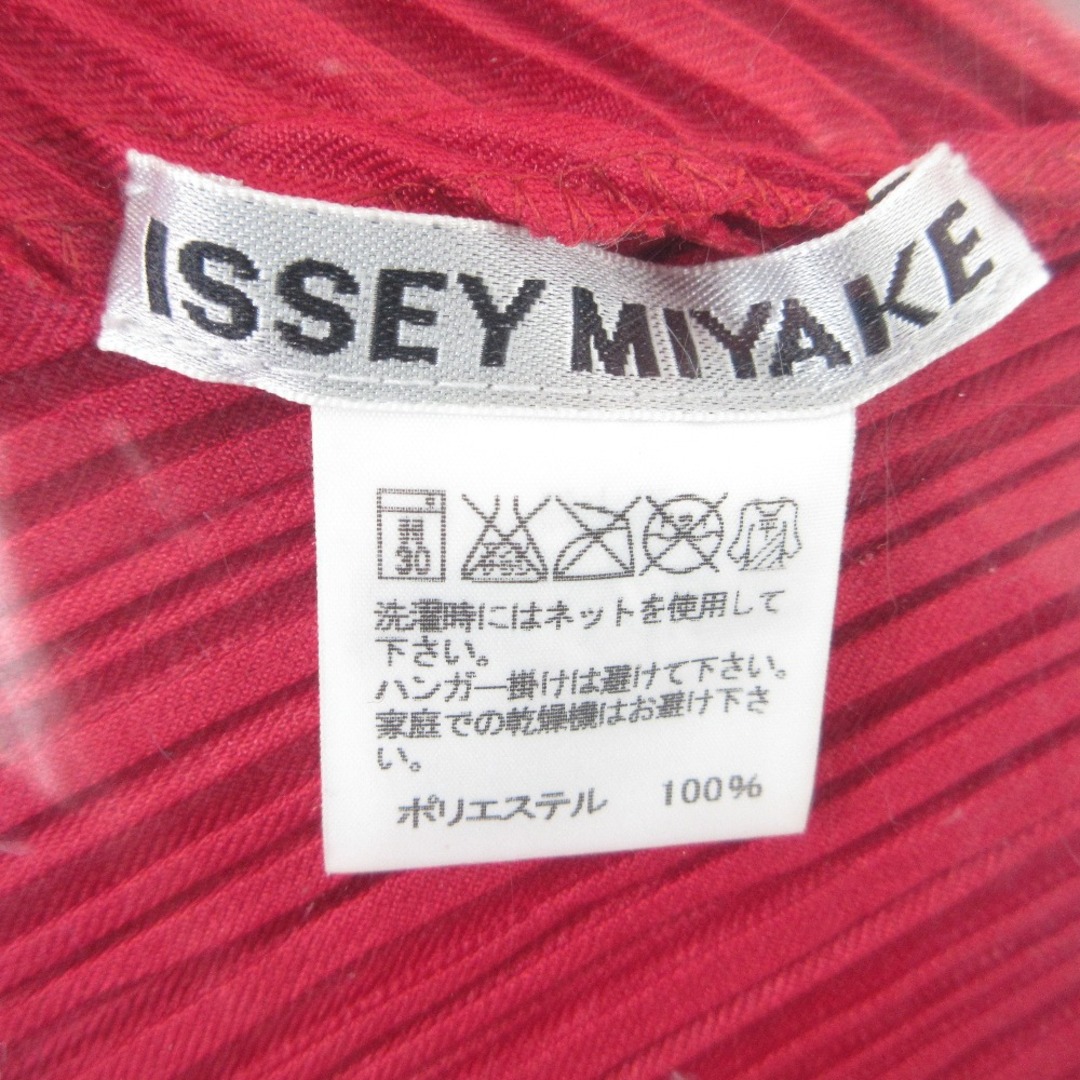 ISSEY MIYAKE
弱
30
洗濯時にはネットを使用して
下さい。
ハンガー掛けは避けて下さい。
家庭での乾燥機はお避け下さ
い。
ポリエステル 100%